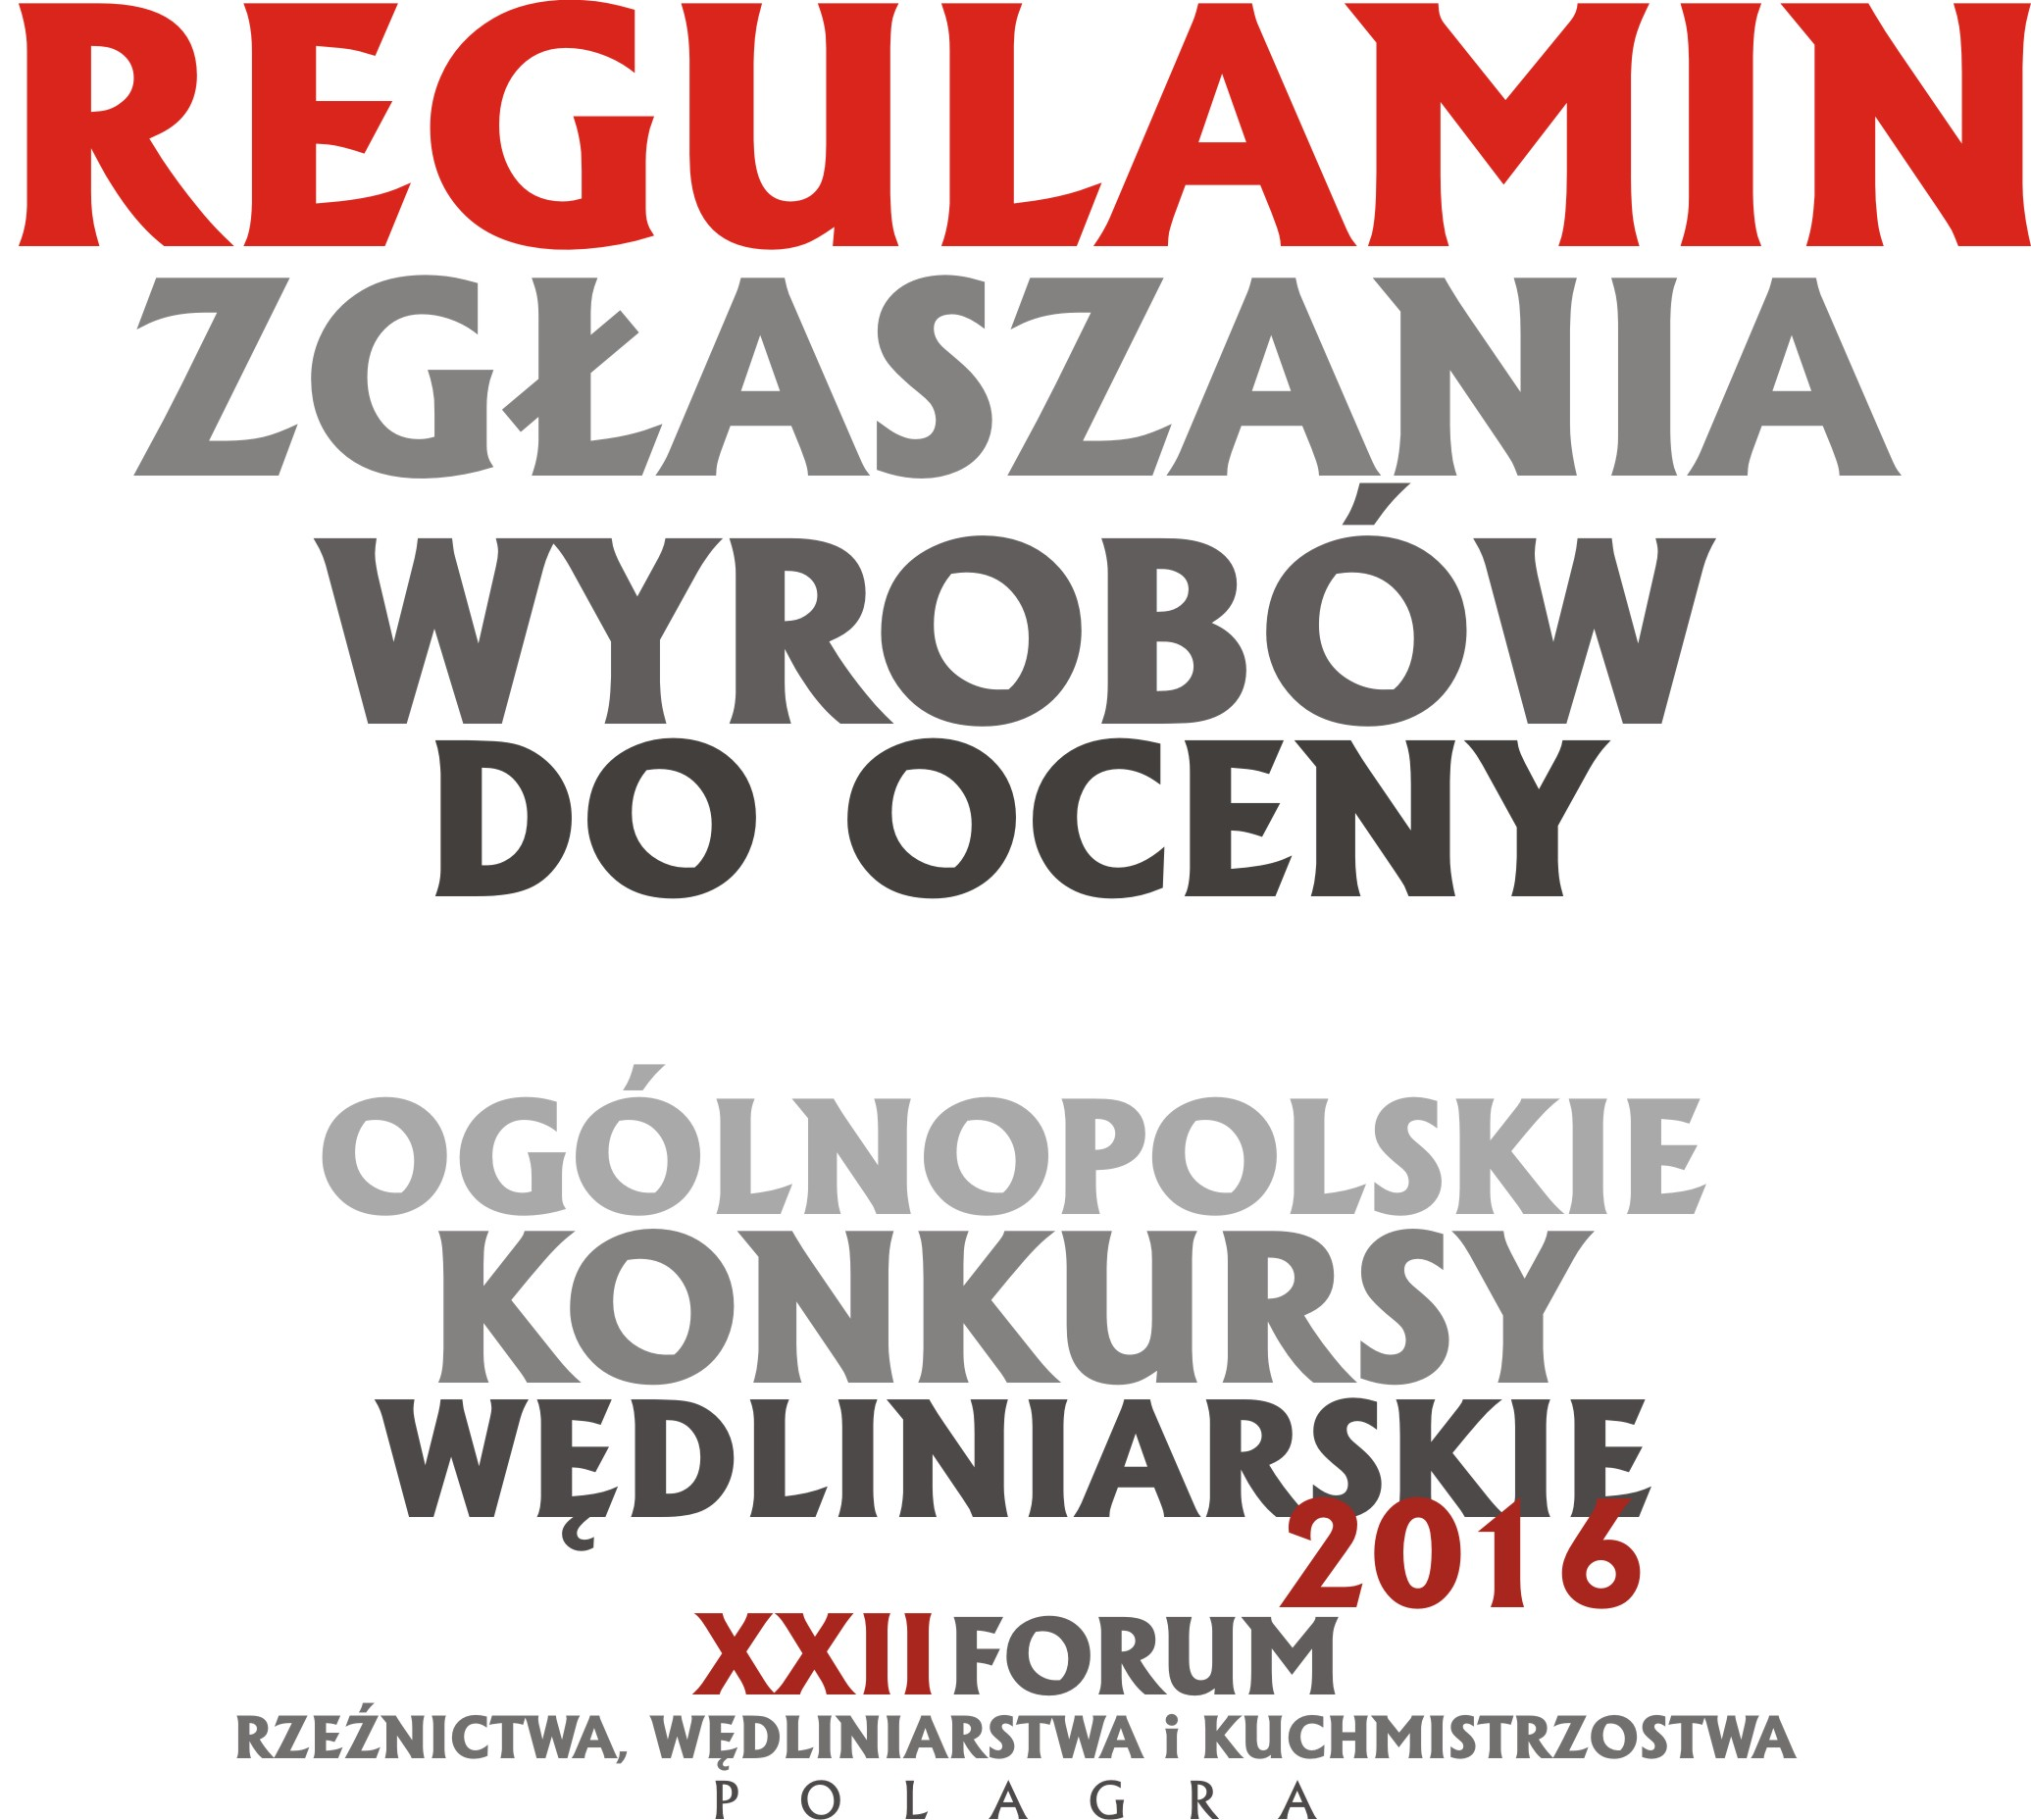 REGULAMIN
ZGŁASZANIA
WYROBÓW
DO OCENY
OGÓLNOPOLSKIE
KONKURSY
WĘDLINIARSKIE
2016
XXII FORUM
RZEŹNICTWA, WĘDLINIARSTWA i KUCHMISTRZOSTWA
POLAGRA